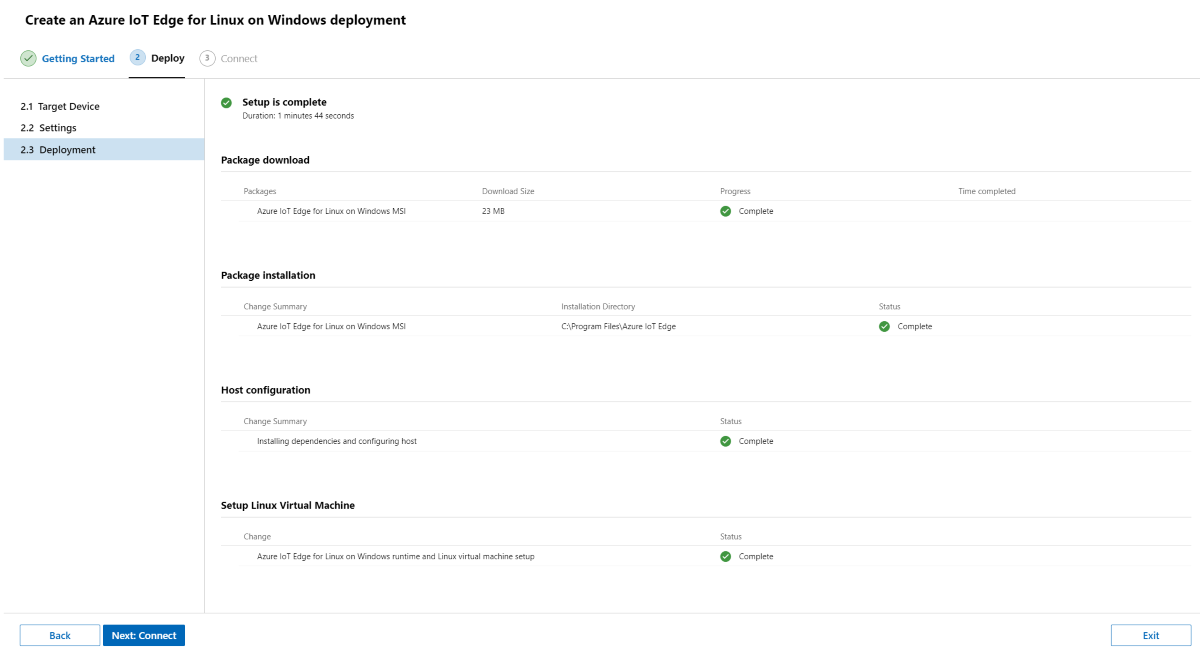 Create an Azure IoT Edge for Linux on Windows deployment
Getting Started 2 Deploy 3 Connect
2.1 Target Device
2.2 Settings
2.3 Deployment
Setup is complete
Duration: 1 minutes 44 seconds
Package download
Packages Download Size Progress Time completed
Azure IoT Edge for Linux on Windows MSI 23 MB Complete
Package installation
Change Summary Installation Directory Status
Azure IoT Edge for Linux on Windows MSI C:\Program Files\Azure IoT Edge Complete
Host configuration
Change Summary Status
Installing dependencies and configuring host Complete
Setup Linux Virtual Machine
Change Status
Azure IoT Edge for Linux on Windows runtime and Linux virtual machine setup Complete
Back Next: Connect Exit